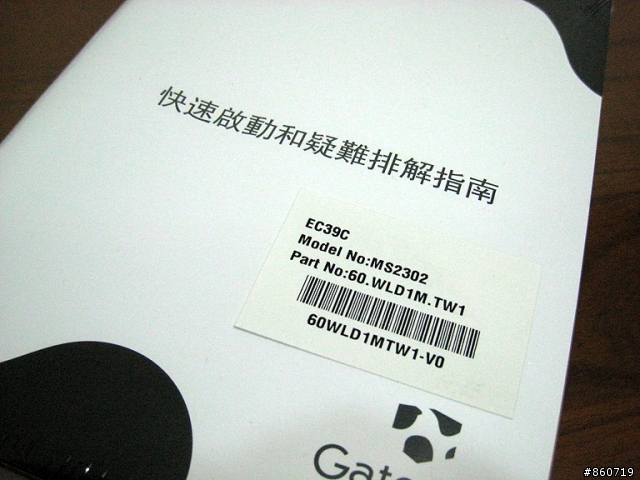 快速啟動和疑難排解指南
EC39C
Model No:MS2302
Part No:60.WLD1M.TW1
60WLD1MTW1-V0
#860719